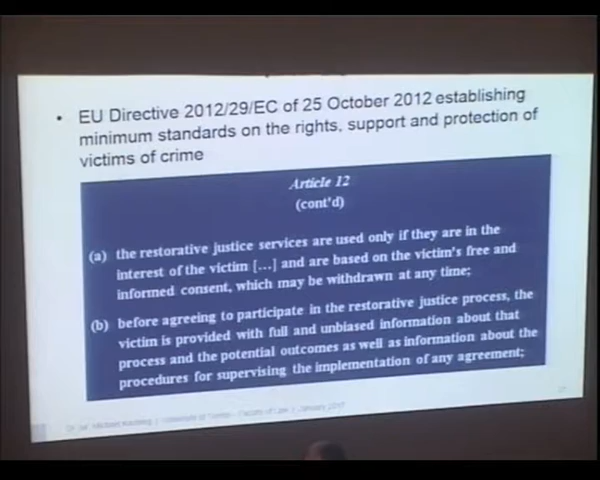 • EU Directive 2012/29/EC of 25 October 2012 establishing
minimum standards on the rights, support and protection of
victims of crime
Article 12
(cont'd)
(a) the restorative justice services are used only if they are in the
interest of the victim [...] and are based on the victim's free and
informed consent, which may be withdrawn at any time;
(b) before agreeing to participate in the restorative justice process, the
victim is provided with full and unbiased information about that
process and the potential outcomes as well as information about the
procedures for supervising the implementation of any agreement;
Faculty of Law | January